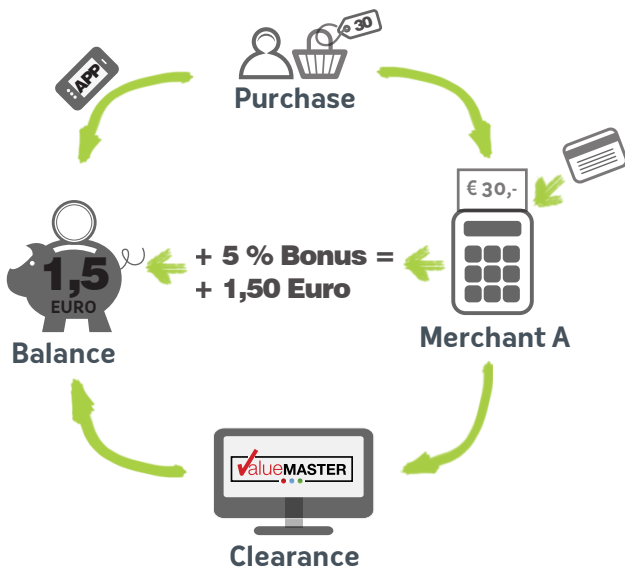 30
APP
Purchase
€ 30,-
+ 5 % Bonus =
+ 1,50 Euro
1,5
EURO
Balance
Merchant A
ValueMASTER
Clearance